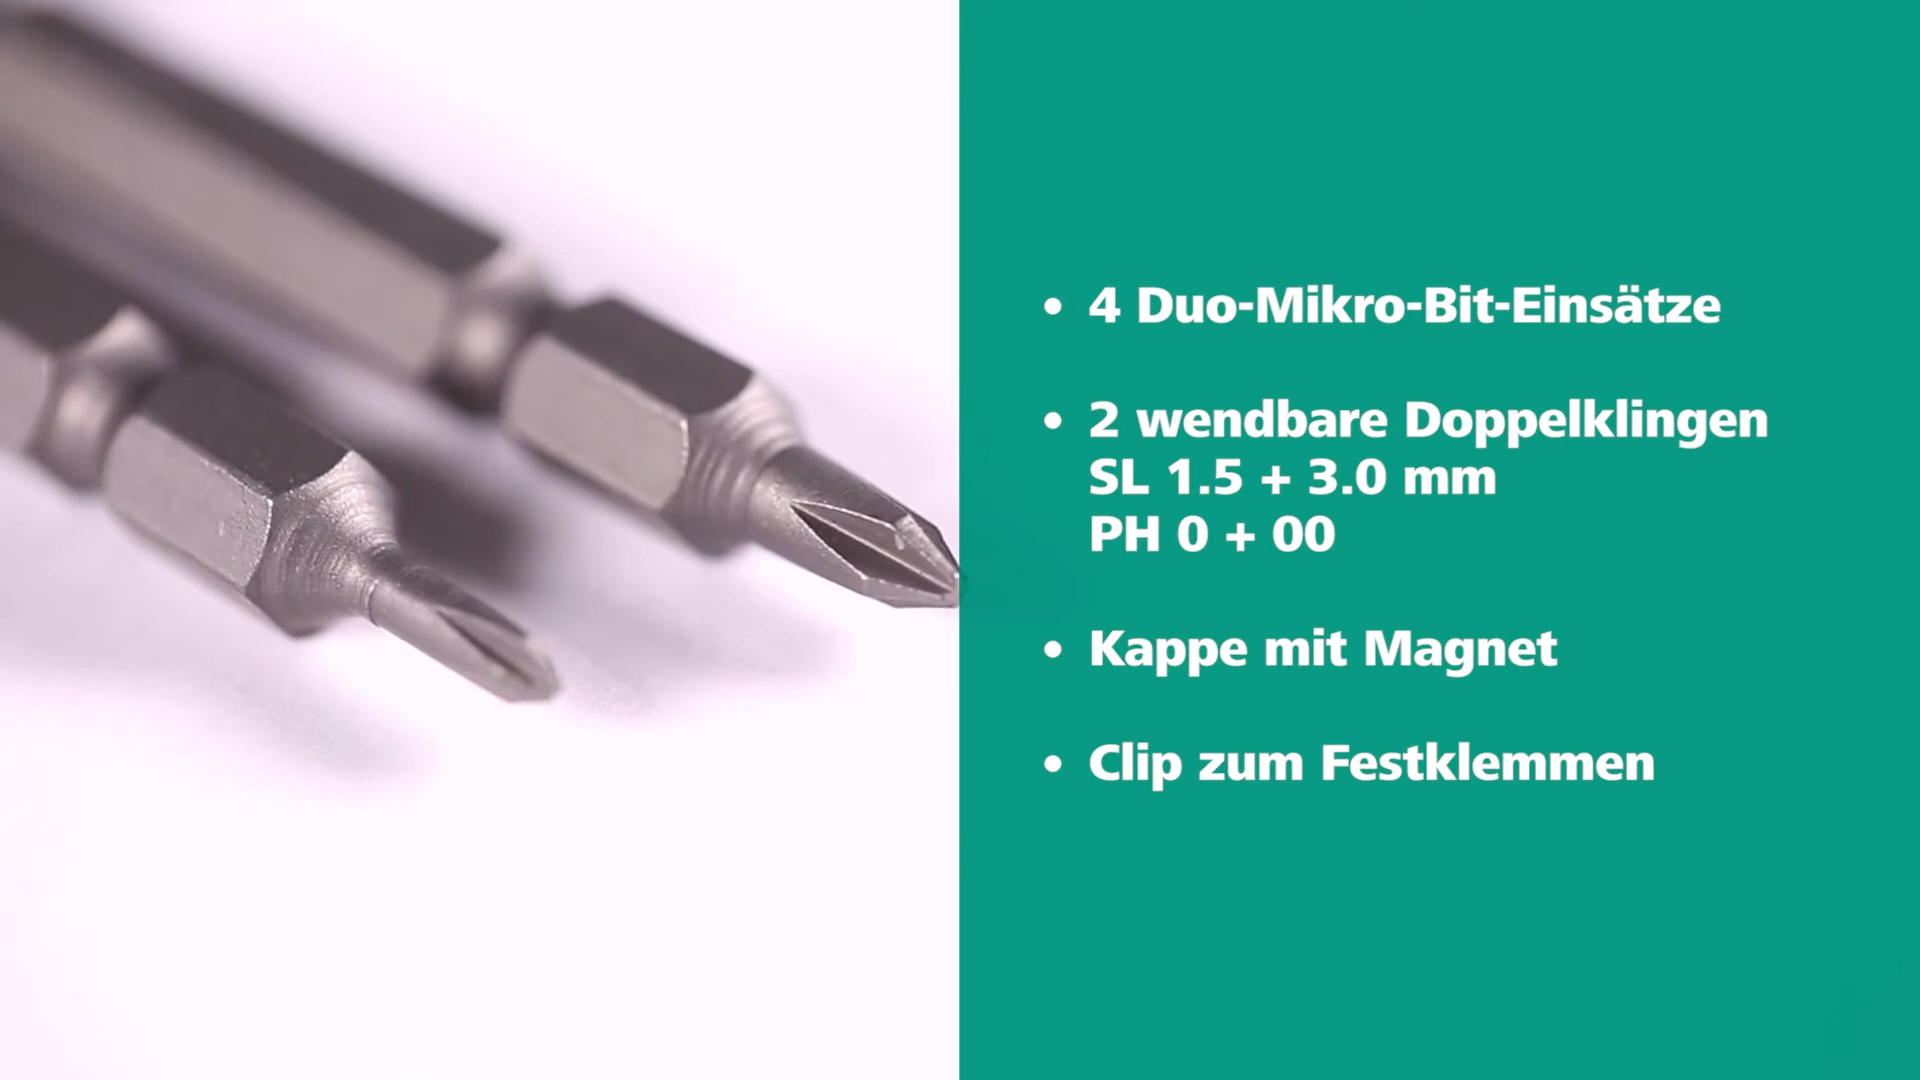 • 4 Duo-Mikro-Bit-Einsätze
• 2 wendbare Doppelklingen
SL 1.5 + 3.0 mm
PH 0 + 00
• Kappe mit Magnet
• Clip zum Festklemmen